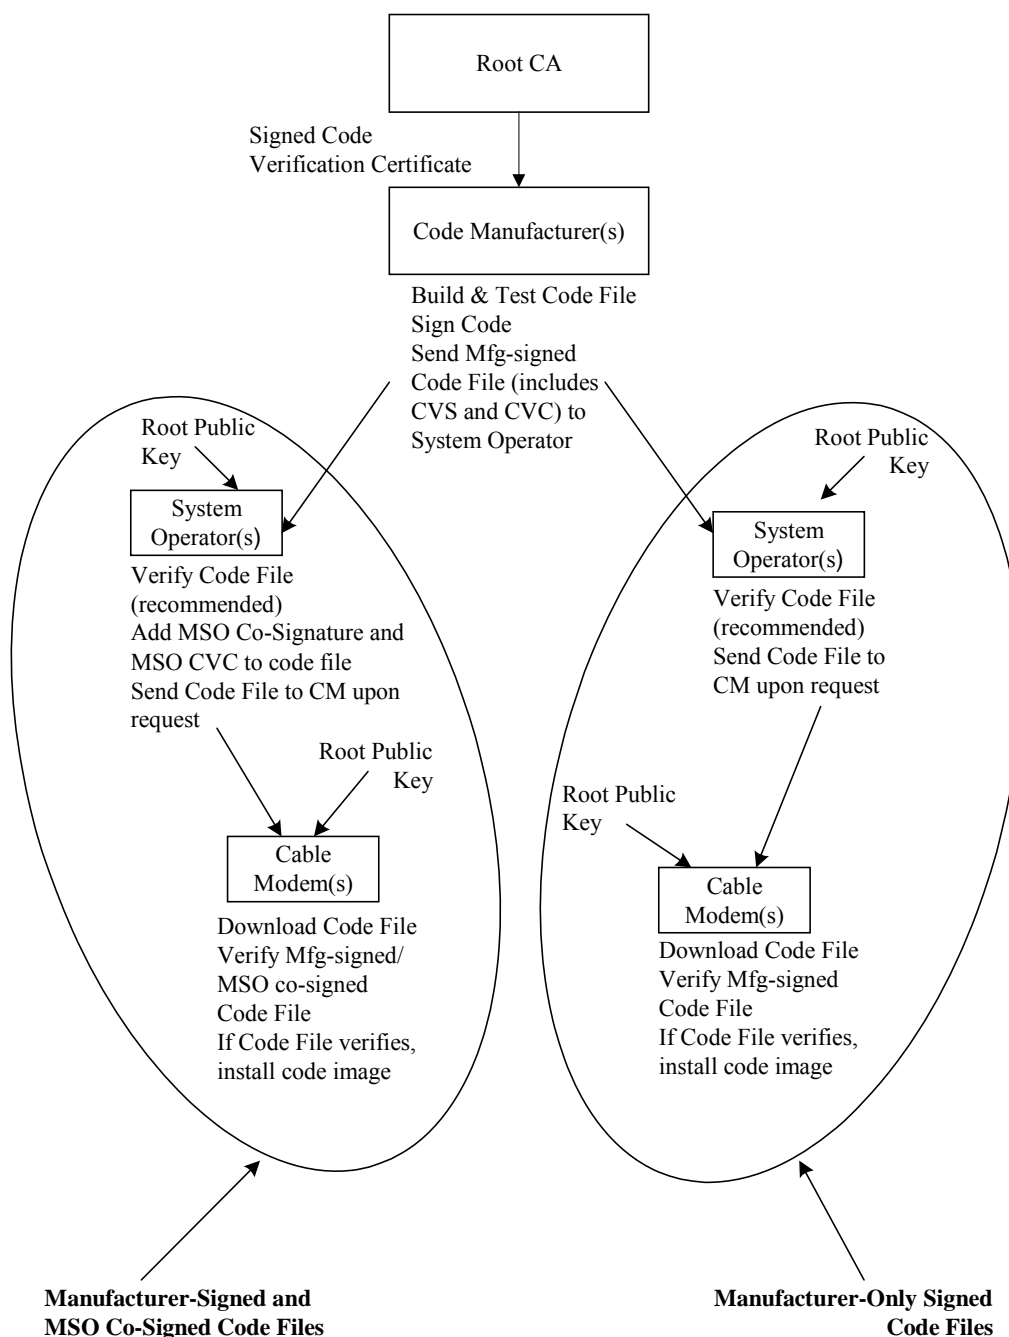 Root CA
Signed Code
Verification Certificate
Code Manufacturer(s)
Build & Test Code File
Sign Code
Send Mfg-signed
Code File (includes
CVS and CVC) to
System Operator
Root Public
Key
System
Operator(s)
Verify Code File
(recommended)
Add MSO Co-Signature and
MSO CVC to code file
Send Code File to CM upon
request
Root Public
Key
Cable
Modem(s)
Download Code File
Verify Mfg-signed/
MSO co-signed
Code File
If Code File verifies,
install code image
Root Public
Key
System
Operator(s)
Verify Code File
(recommended)
Send Code File to
CM upon request
Root Public
Key
Cable
Modem(s)
Download Code File
Verify Mfg-signed
Code File
If Code File verifies,
install code image
Manufacturer-Signed and
MSO Co-Signed Code Files
Manufacturer-Only Signed
Code Files